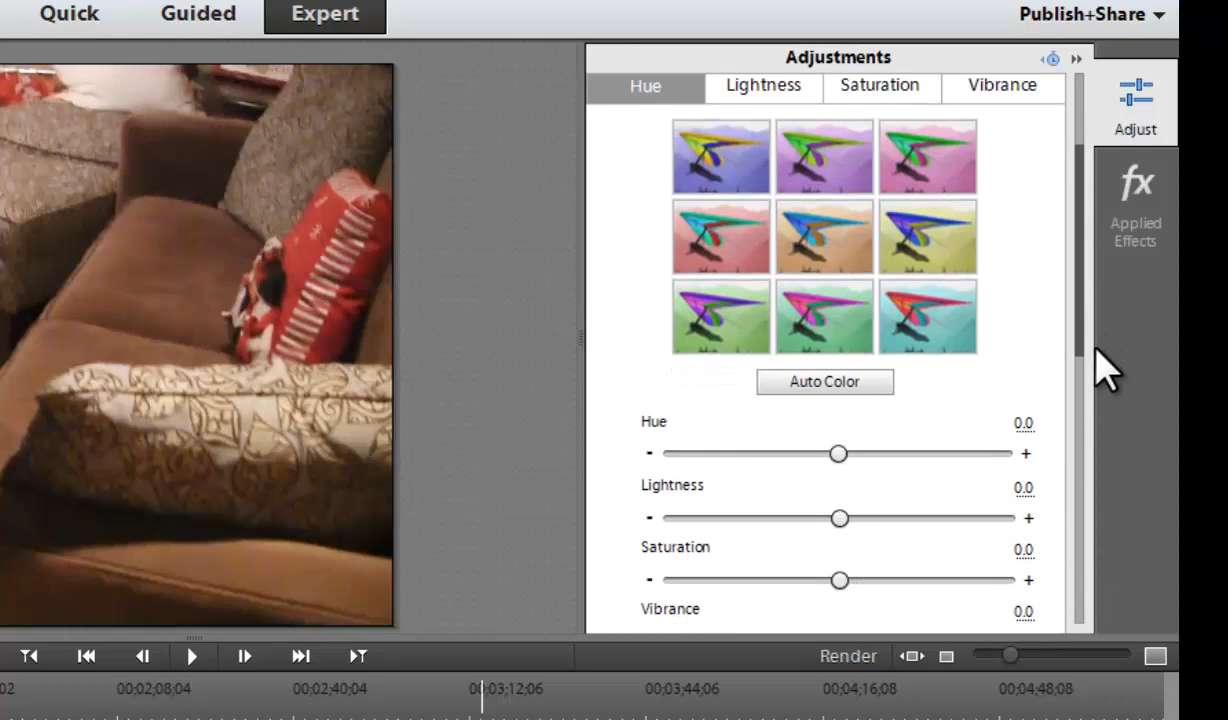 Quick Guided Expert Publish+Share
Adjustments
Hue Lightness Saturation Vibrance
Adjust
fx
Applied
Effects
Auto Color
Hue 0.0
- +
Lightness 0.0
- +
Saturation 0.0
- +
Vibrance 0.0
Render
02 00;02;08;04 00;02;40;04 00;03;12;06 00;03;44;06 00;04;16;08 00;04;48;08